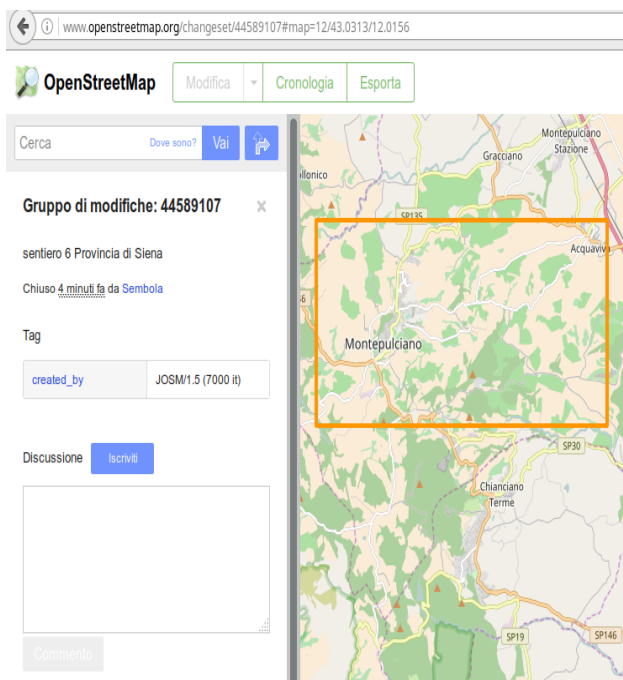 www.openstreetmap.org/changeset/44589107#map=12/43.0313/12.0156
OpenStreetMap Modifica Cronologia Esporta
Cerca Dove sono? Vai
Gruppo di modifiche: 44589107 ×
sentiero 6 Provincia di Siena
Chiuso 4 minuti fa da Sembola
Tag
created_by JOSM/1.5 (7000 it)
Discussione Iscriviti
Commento
Montepulciano
Stazione
Gracciano
ollonico
SP135
Acquaviva
Montepulciano
SP30
Chianciano
Terme
SP19
SP146